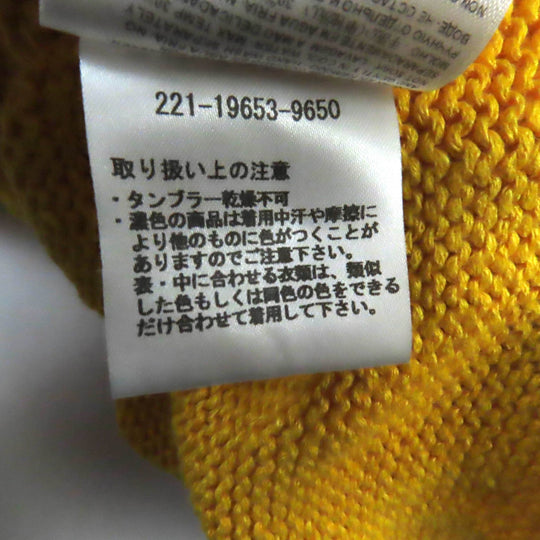 221-19653-9650
取り扱い上の注意
・タンブラー乾燥不可
・濃色の商品は着用中汗や摩擦に
より他のものに色がつくことが
ありますのでご注意下さい。
表・中に合わせる衣類は、類似
した色もしくは同色の色をできる
だけ合わせて着用して下さい。